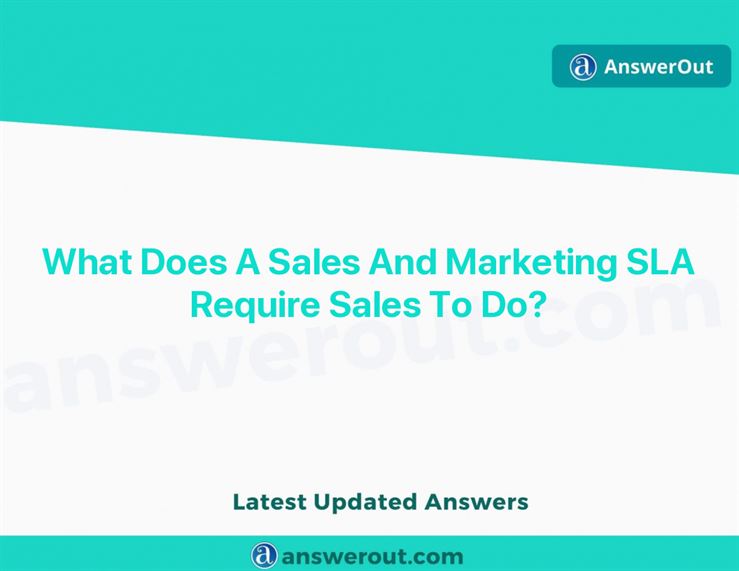 AnswerOut
What Does A Sales And Marketing SLA
Require Sales To Do?
answerout.com
Latest Updated Answers
answerout.com